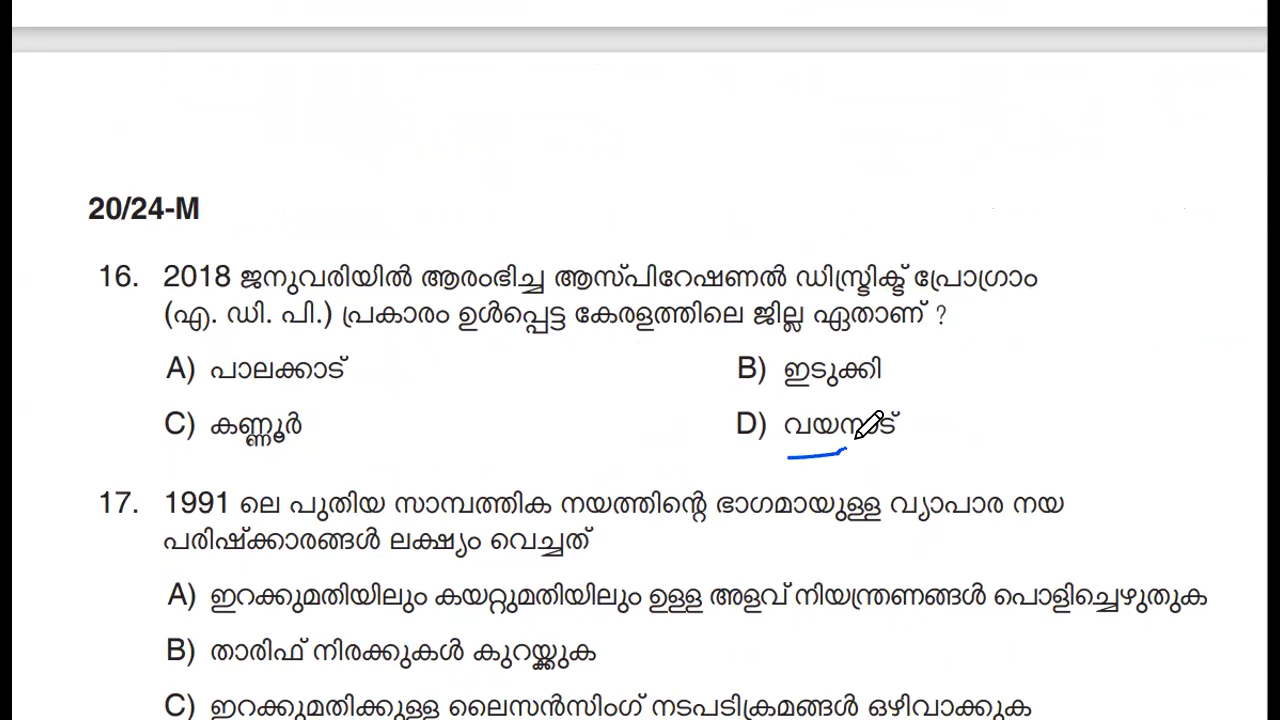 20/24-M
16. 2018 ജനുവരിയിൽ ആരംഭിച്ച ആസ്പിറേഷണൽ ഡിസ്ട്രിക്ട് പ്രോഗ്രാം
(എ. ഡി. പി.) പ്രകാരം ഉൾപ്പെട്ട കേരളത്തിലെ ജില്ല ഏതാണ് ?
A) പാലക്കാട് B) ഇടുക്കി
C) കണ്ണൂർ D) വയനാട്
17. 1991 ലെ പുതിയ സാമ്പത്തിക നയത്തിന്റെ ഭാഗമായുള്ള വ്യാപാര നയ
പരിഷ്ക്കാരങ്ങൾ ലക്ഷ്യം വെച്ചത്
A) ഇറക്കുമതിയിലും കയറ്റുമതിയിലും ഉള്ള അളവ് നിയന്ത്രണങ്ങൾ പൊളിച്ചെഴുതുക
B) താരിഫ് നിരക്കുകൾ കുറയ്ക്കുക
C) ഇറക്കുമതിക്കുള്ള ലൈസൻസിംഗ് നടപടിക്രമങ്ങൾ ഒഴിവാക്കുക